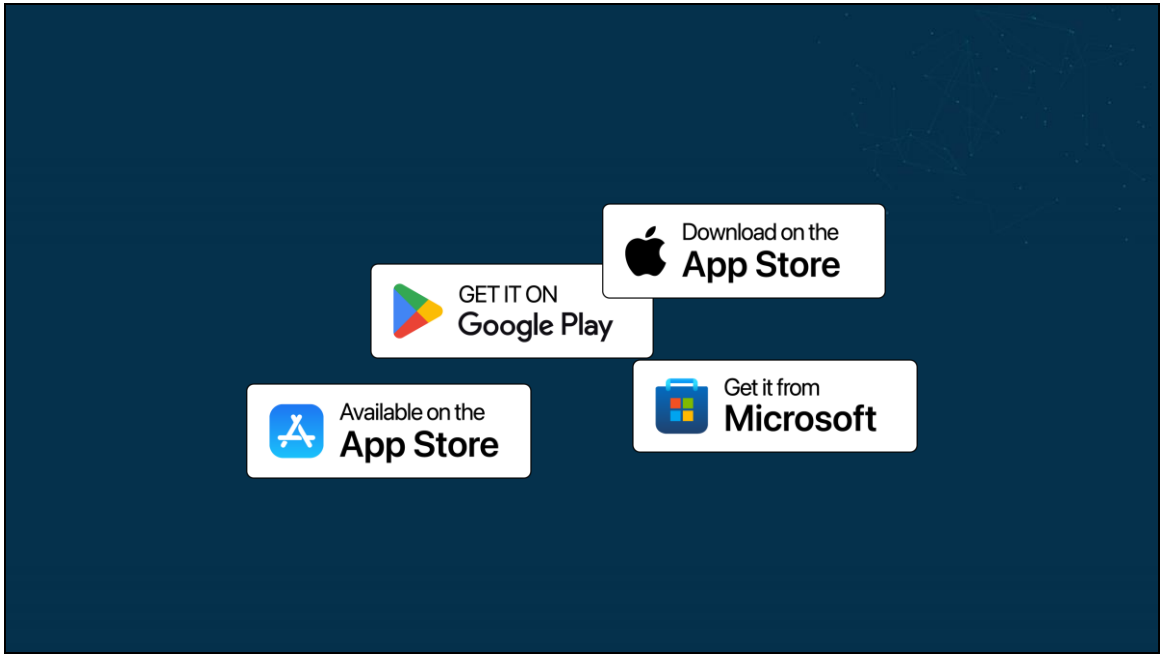 Download on the
App Store
GET IT ON
Google Play
Get it from
Microsoft
Available on the
App Store